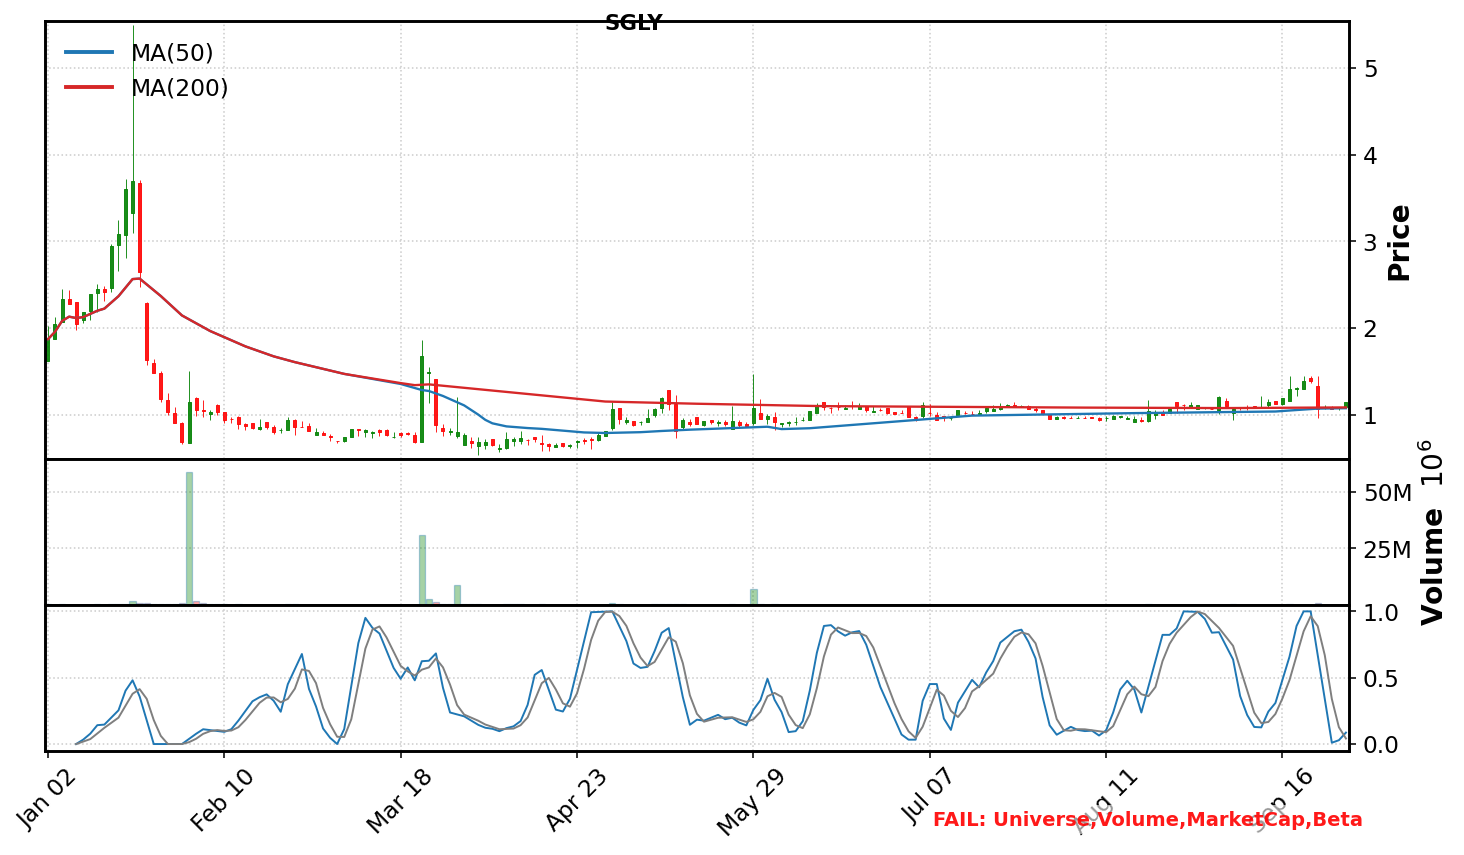 SGLY
MA(50)
MA(200)
5
4
3
2
1
Price
50M
25M
Volume 10^6
1.0
0.5
0.0
Jan 02
Feb 10
Mar 18
Apr 23
May 29
Jul 07
Aug 11
Sep 16
FAIL: Universe,Volume,MarketCap,Beta